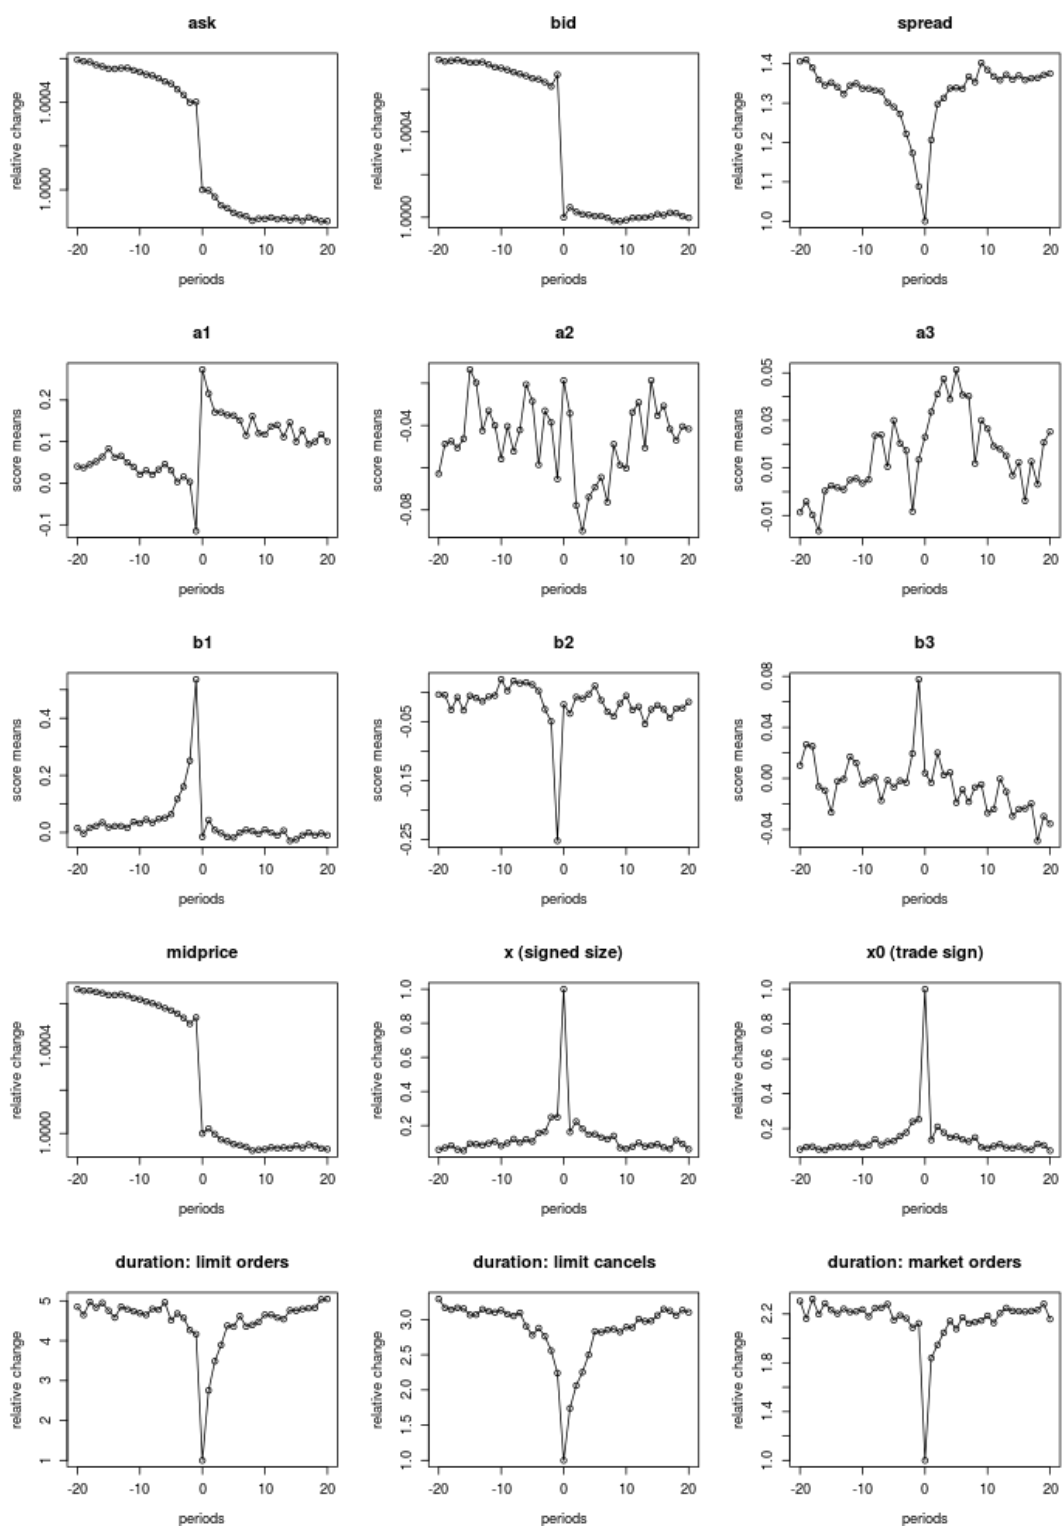 ask
relative change
1.0000 1.0004
-20 -10 0 10 20
periods
bid
relative change
1.0000 1.0004
-20 -10 0 10 20
periods
spread
relative change
1.0 1.1 1.2 1.3 1.4
-20 -10 0 10 20
periods
a1
score means
-0.1 0.0 0.1 0.2
-20 -10 0 10 20
periods
a2
score means
-0.08 -0.04
-20 -10 0 10 20
periods
a3
score means
-0.01 0.01 0.03 0.05
-20 -10 0 10 20
periods
b1
score means
0.0 0.2 0.4
-20 -10 0 10 20
periods
b2
score means
-0.25 -0.15 -0.05
-20 -10 0 10 20
periods
b3
score means
-0.04 0.00 0.04 0.08
-20 -10 0 10 20
periods
midprice
relative change
1.0000 1.0004
-20 -10 0 10 20
periods
x (signed size)
relative change
0.2 0.4 0.6 0.8 1.0
-20 -10 0 10 20
periods
x0 (trade sign)
relative change
0.2 0.4 0.6 0.8 1.0
-20 -10 0 10 20
periods
duration: limit orders
relative change
1 2 3 4 5
-20 -10 0 10 20
periods
duration: limit cancels
relative change
1.0 1.5 2.0 2.5 3.0
-20 -10 0 10 20
periods
duration: market orders
relative change
1.0 1.4 1.8 2.2
-20 -10 0 10 20
periods